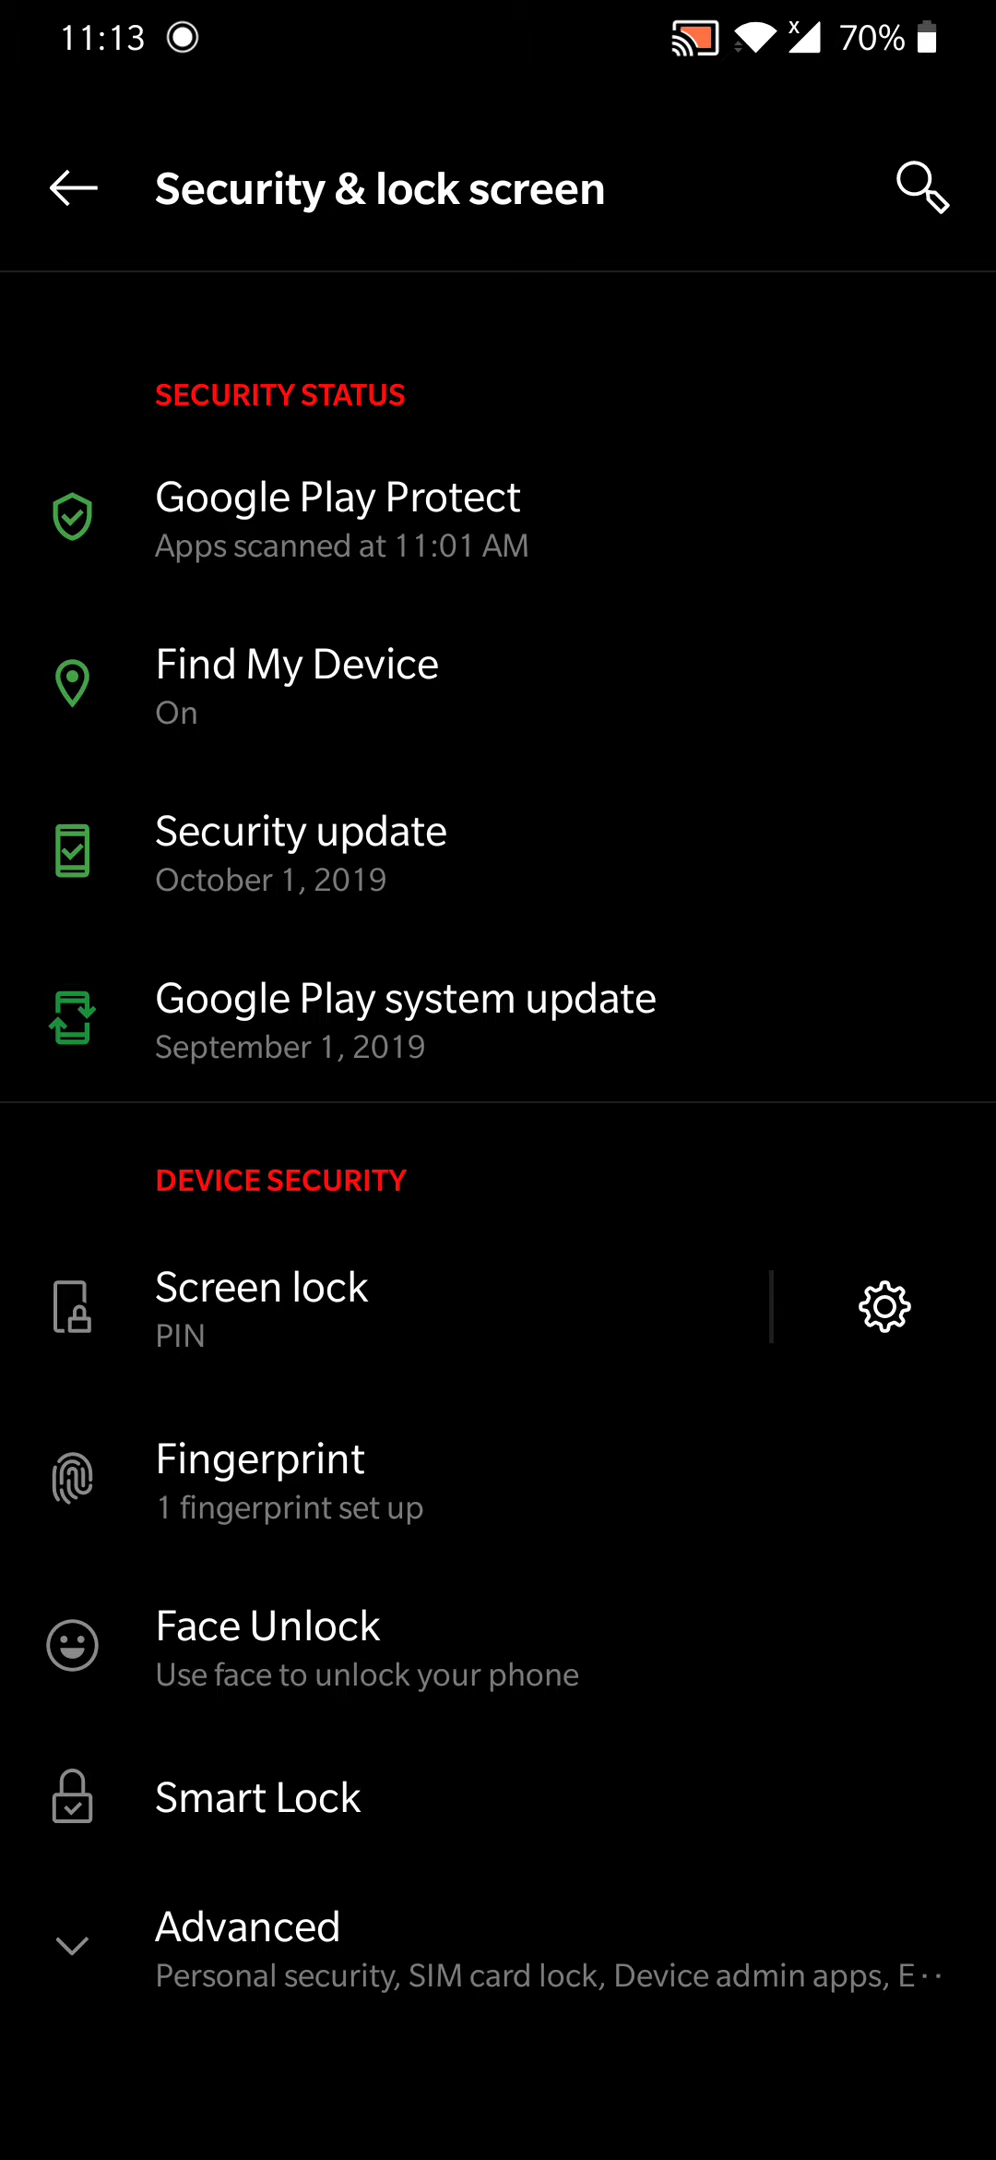 11:13
x
70%
Security & lock screen
SECURITY STATUS
Google Play Protect
Apps scanned at 11:01 AM
Find My Device
On
Security update
October 1, 2019
Google Play system update
September 1, 2019
DEVICE SECURITY
Screen lock
PIN
Fingerprint
1 fingerprint set up
Face Unlock
Use face to unlock your phone
Smart Lock
Advanced
Personal security, SIM card lock, Device admin apps, E··